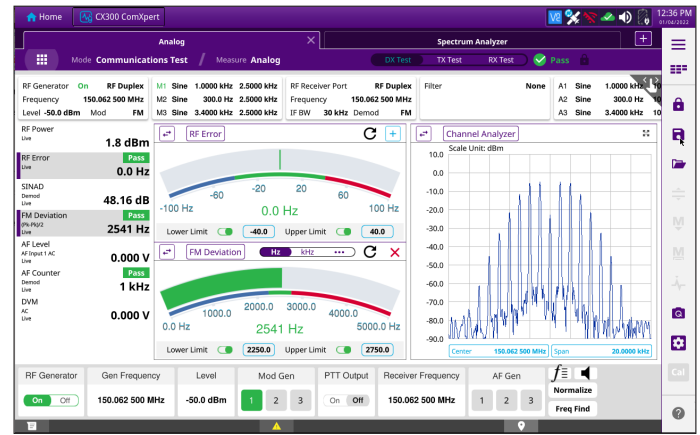 Home
CX300 ComXpert
V2
12:36 PM
01/04/2022
Analog
Spectrum Analyzer
Mode Communications Test / Measure Analog
DX Test TX Test RX Test Pass
RF Generator On RF Duplex
Frequency 150.062 500 MHz
Level -50.0 dBm Mod FM
M1 Sine 1.0000 kHz 2.5000 kHz
M2 Sine 300.0 Hz 2.5000 kHz
M3 Sine 3.4000 kHz 2.5000 kHz
RF Receiver Port RF Duplex
Frequency 150.062 500 MHz
IF BW 30 kHz Demod FM
Filter None
A1 Sine 1.0000 kHz 10
A2 Sine 300.0 Hz 10
A3 Sine 3.4000 kHz 10
RF Power
Live
1.8 dBm
RF Error Pass
Live
0.0 Hz
SINAD
Demod
Live
48.16 dB
FM Deviation Pass
(Pk-Pk)/2
Live
2541 Hz
AF Level
AF Input 1 AC
Live
0.000 V
AF Counter Pass
Demod
Live
1 kHz
DVM
AC
Live
0.000 V
RF Error
-100 Hz -60 -20 20 60 100 Hz
0.0 Hz
Lower Limit -40.0 Upper Limit 40.0
FM Deviation Hz kHz
0.0 Hz 1000.0 2000.0 3000.0 4000.0 5000.0 Hz
2541 Hz
Lower Limit 2250.0 Upper Limit 2750.0
Channel Analyzer
Scale Unit: dBm
10.0
0.0
-10.0
-20.0
-30.0
-40.0
-50.0
-60.0
-70.0
-80.0
-90.0
Center 150.062 500 MHz Span 20.0000 kHz
M
M
Cal
RF Generator
On Off
Gen Frequency
150.062 500 MHz
Level
-50.0 dBm
Mod Gen
1 2 3
PTT Output
On Off
Receiver Frequency
150.062 500 MHz
AF Gen
1 2 3
Normalize
Freq Find